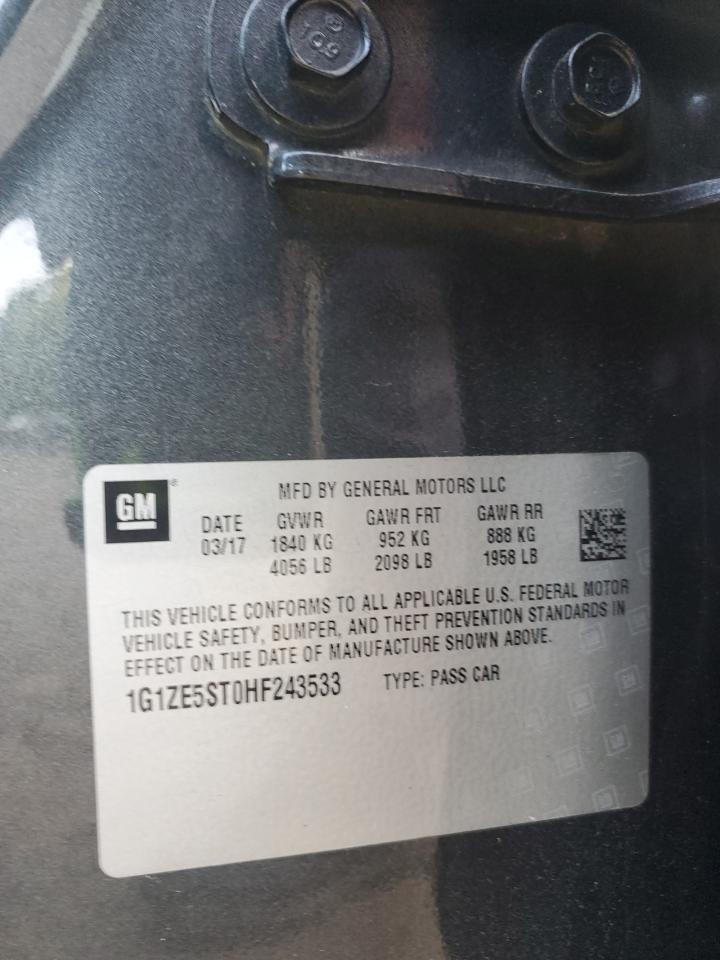 109
GM®
MFD BY GENERAL MOTORS LLC
DATE GVWR GAWR FRT GAWR RR
03/17 1840 KG 952 KG 888 KG
4056 LB 2098 LB 1958 LB
THIS VEHICLE CONFORMS TO ALL APPLICABLE U.S. FEDERAL MOTOR
VEHICLE SAFETY, BUMPER, AND THEFT PREVENTION STANDARDS IN
EFFECT ON THE DATE OF MANUFACTURE SHOWN ABOVE.
1G1ZE5ST0HF243533 TYPE: PASS CAR